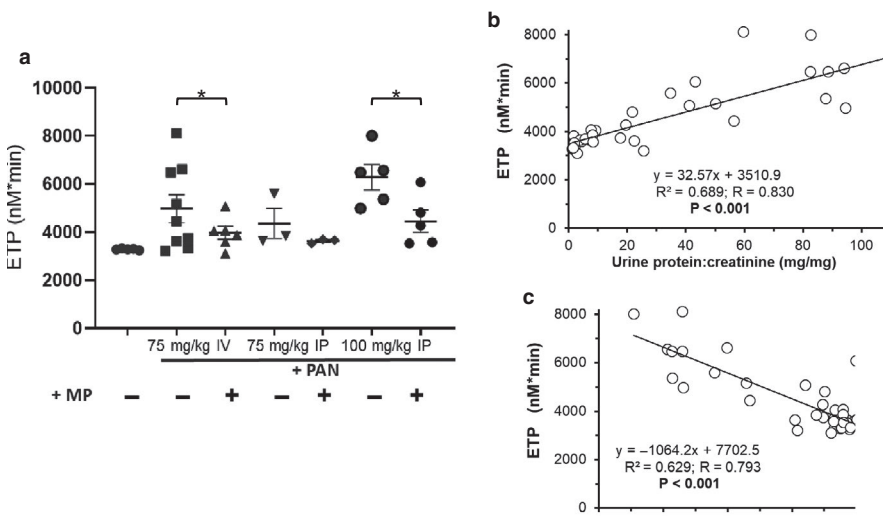 a
ETP (nM*min)
10000
8000
6000
4000
2000
0
*
*
75 mg/kg IV
75 mg/kg IP
100 mg/kg IP
+ PAN
+ MP
− − + − + − +
b
ETP (nM*min)
8000
6000
4000
2000
0
y = 32.57x + 3510.9
R² = 0.689; R = 0.830
P < 0.001
0 20 40 60 80 100
Urine protein:creatinine (mg/mg)
c
ETP (nM*min)
8000
6000
4000
2000
0
y = −1064.2x + 7702.5
R² = 0.629; R = 0.793
P < 0.001